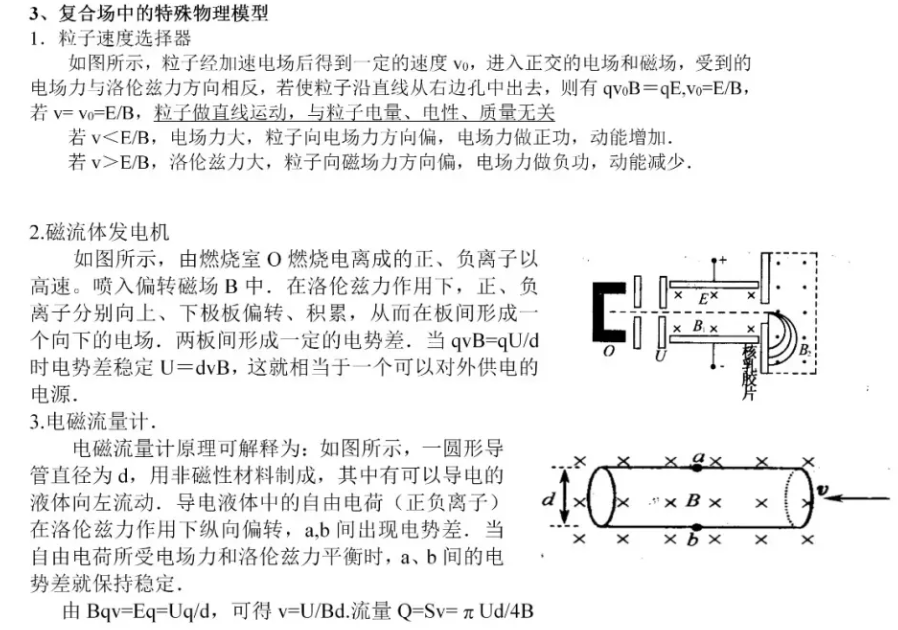 3、复合场中的特殊物理模型
1．粒子速度选择器
如图所示，粒子经加速电场后得到一定的速度 v₀，进入正交的电场和磁场，受到的
电场力与洛伦兹力方向相反，若使粒子沿直线从右边孔中出去，则有 qv₀B＝qE,v₀=E/B，
若 v= v₀=E/B，粒子做直线运动，与粒子电量、电性、质量无关
若 v＜E/B，电场力大，粒子向电场力方向偏，电场力做正功，动能增加．
若 v＞E/B，洛伦兹力大，粒子向磁场力方向偏，电场力做负功，动能减少．
2.磁流体发电机
如图所示，由燃烧室 O 燃烧电离成的正、负离子以
高速。喷入偏转磁场 B 中．在洛伦兹力作用下，正、负
离子分别向上、下极板偏转、积累，从而在板间形成一
个向下的电场．两板间形成一定的电势差．当 qvB=qU/d
时电势差稳定 U＝dvB，这就相当于一个可以对外供电的
电源．
+
E
B₁
O
U
-
B₂
核乳胶片
3.电磁流量计．
电磁流量计原理可解释为：如图所示，一圆形导
管直径为 d，用非磁性材料制成，其中有可以导电的
液体向左流动．导电液体中的自由电荷（正负离子）
在洛伦兹力作用下纵向偏转，a,b 间出现电势差．当
自由电荷所受电场力和洛伦兹力平衡时，a、b 间的电
势差就保持稳定．
由 Bqv=Eq=Uq/d，可得 v=U/Bd.流量 Q=Sv=πUd/4B
a
d
B
v
b